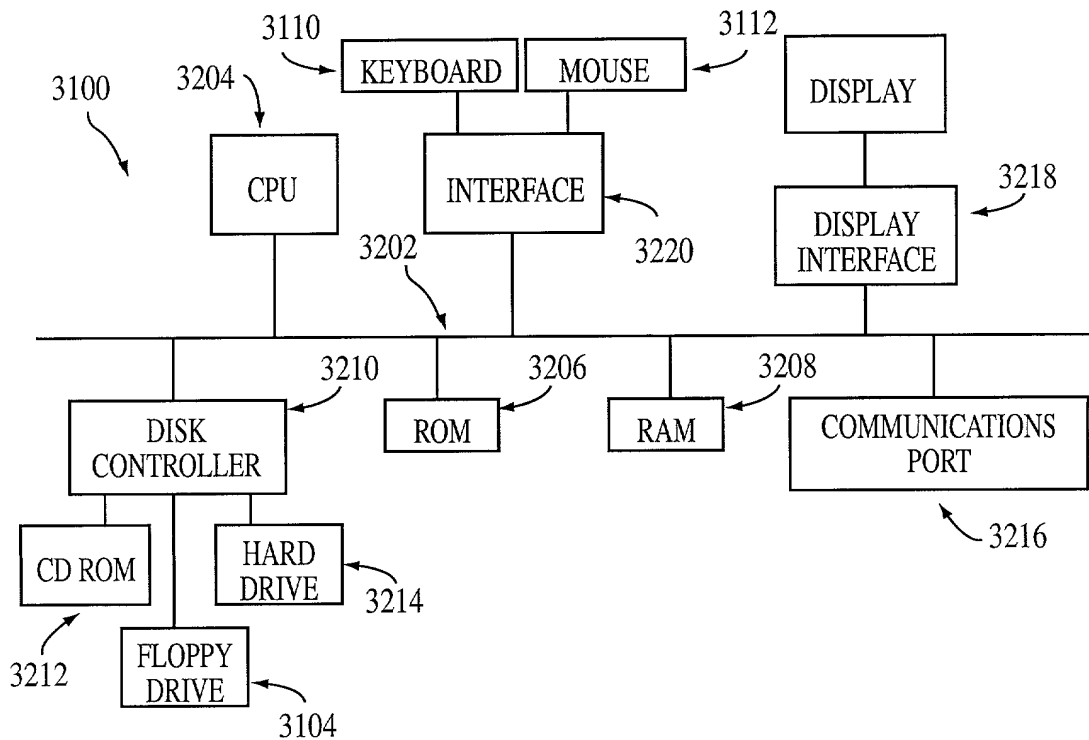 3110
3112
KEYBOARD
MOUSE
3204
3100
DISPLAY
CPU
INTERFACE
3218
DISPLAY
INTERFACE
3220
3202
3210
3206
3208
DISK
CONTROLLER
ROM
RAM
COMMUNICATIONS
PORT
CD ROM
HARD
DRIVE
3214
3216
3212
FLOPPY
DRIVE
3104